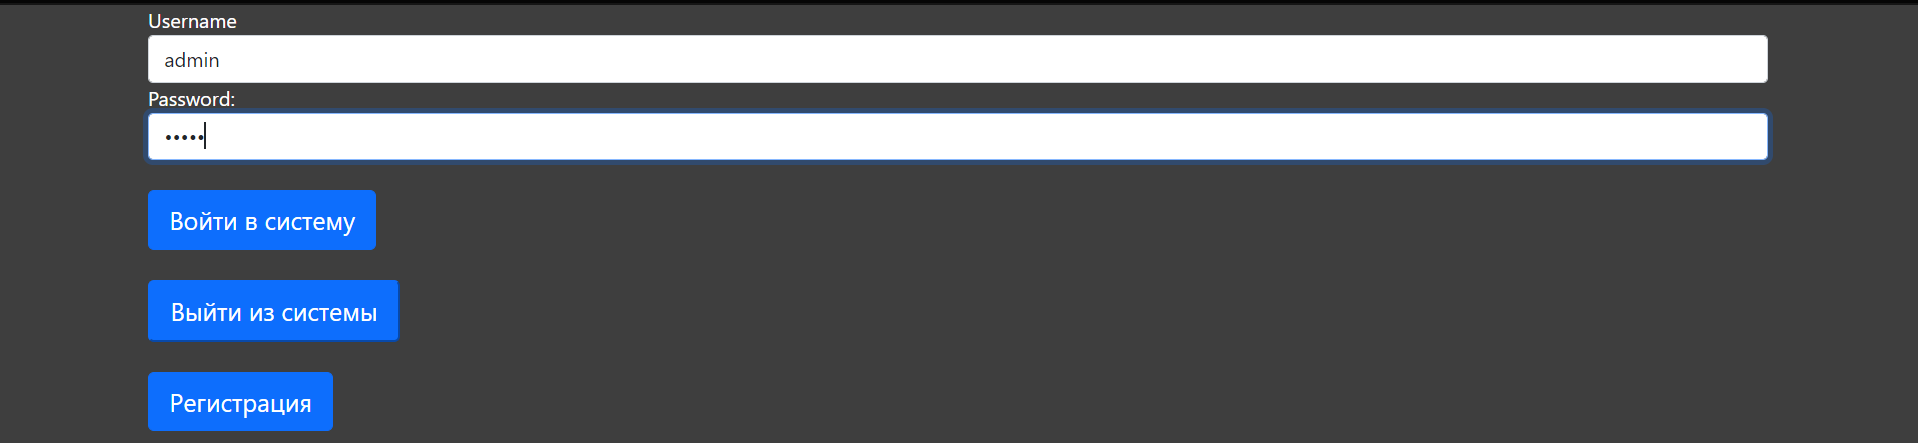 Username
admin
Password:
•••••
Войти в систему
Выйти из системы
Регистрация